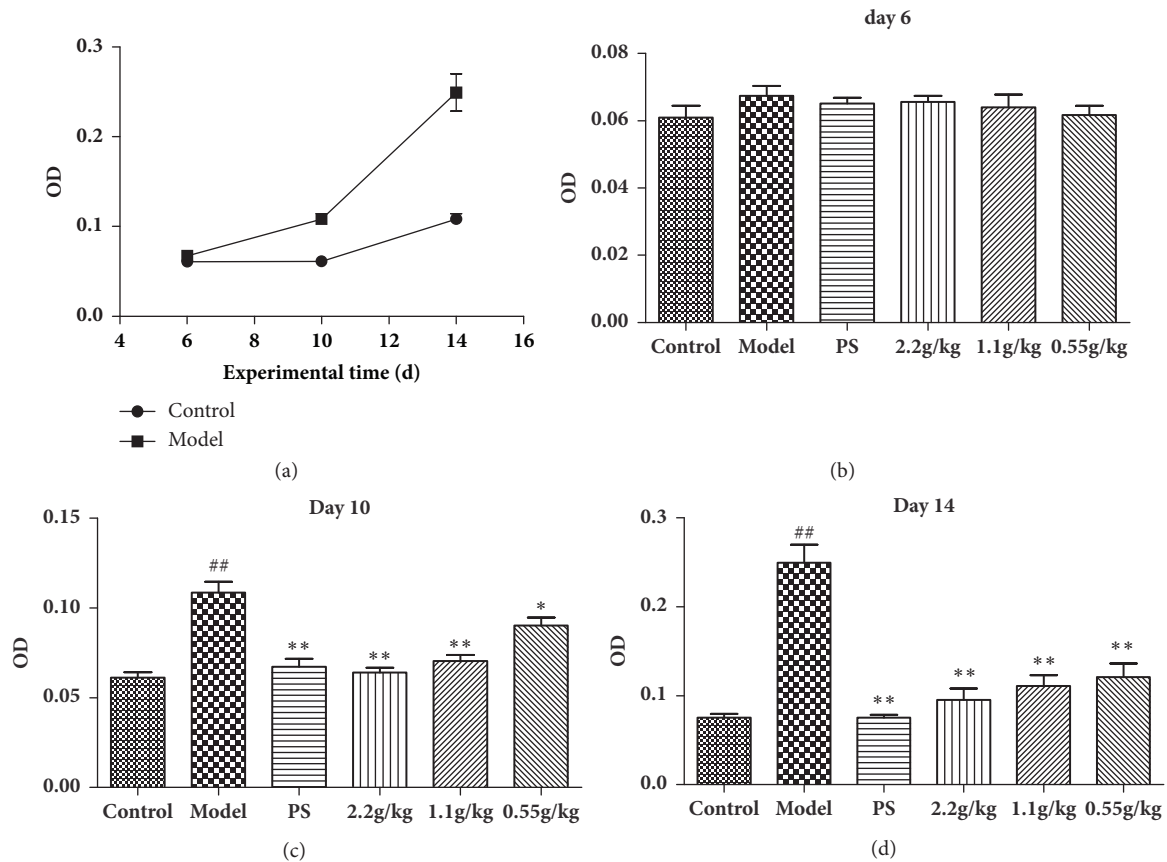 0.3
0.2
0.1
0.0
OD
4 6 8 10 12 14 16
Experimental time (d)
Control
Model
(a)
day 6
0.08
0.06
0.04
0.02
0.00
OD
Control Model PS 2.2g/kg 1.1g/kg 0.55g/kg
(b)
Day 10
0.15
0.10
0.05
0.00
OD
##
** ** ** *
Control Model PS 2.2g/kg 1.1g/kg 0.55g/kg
(c)
Day 14
0.3
0.2
0.1
0.0
OD
##
** ** ** **
Control Model PS 2.2g/kg 1.1g/kg 0.55g/kg
(d)